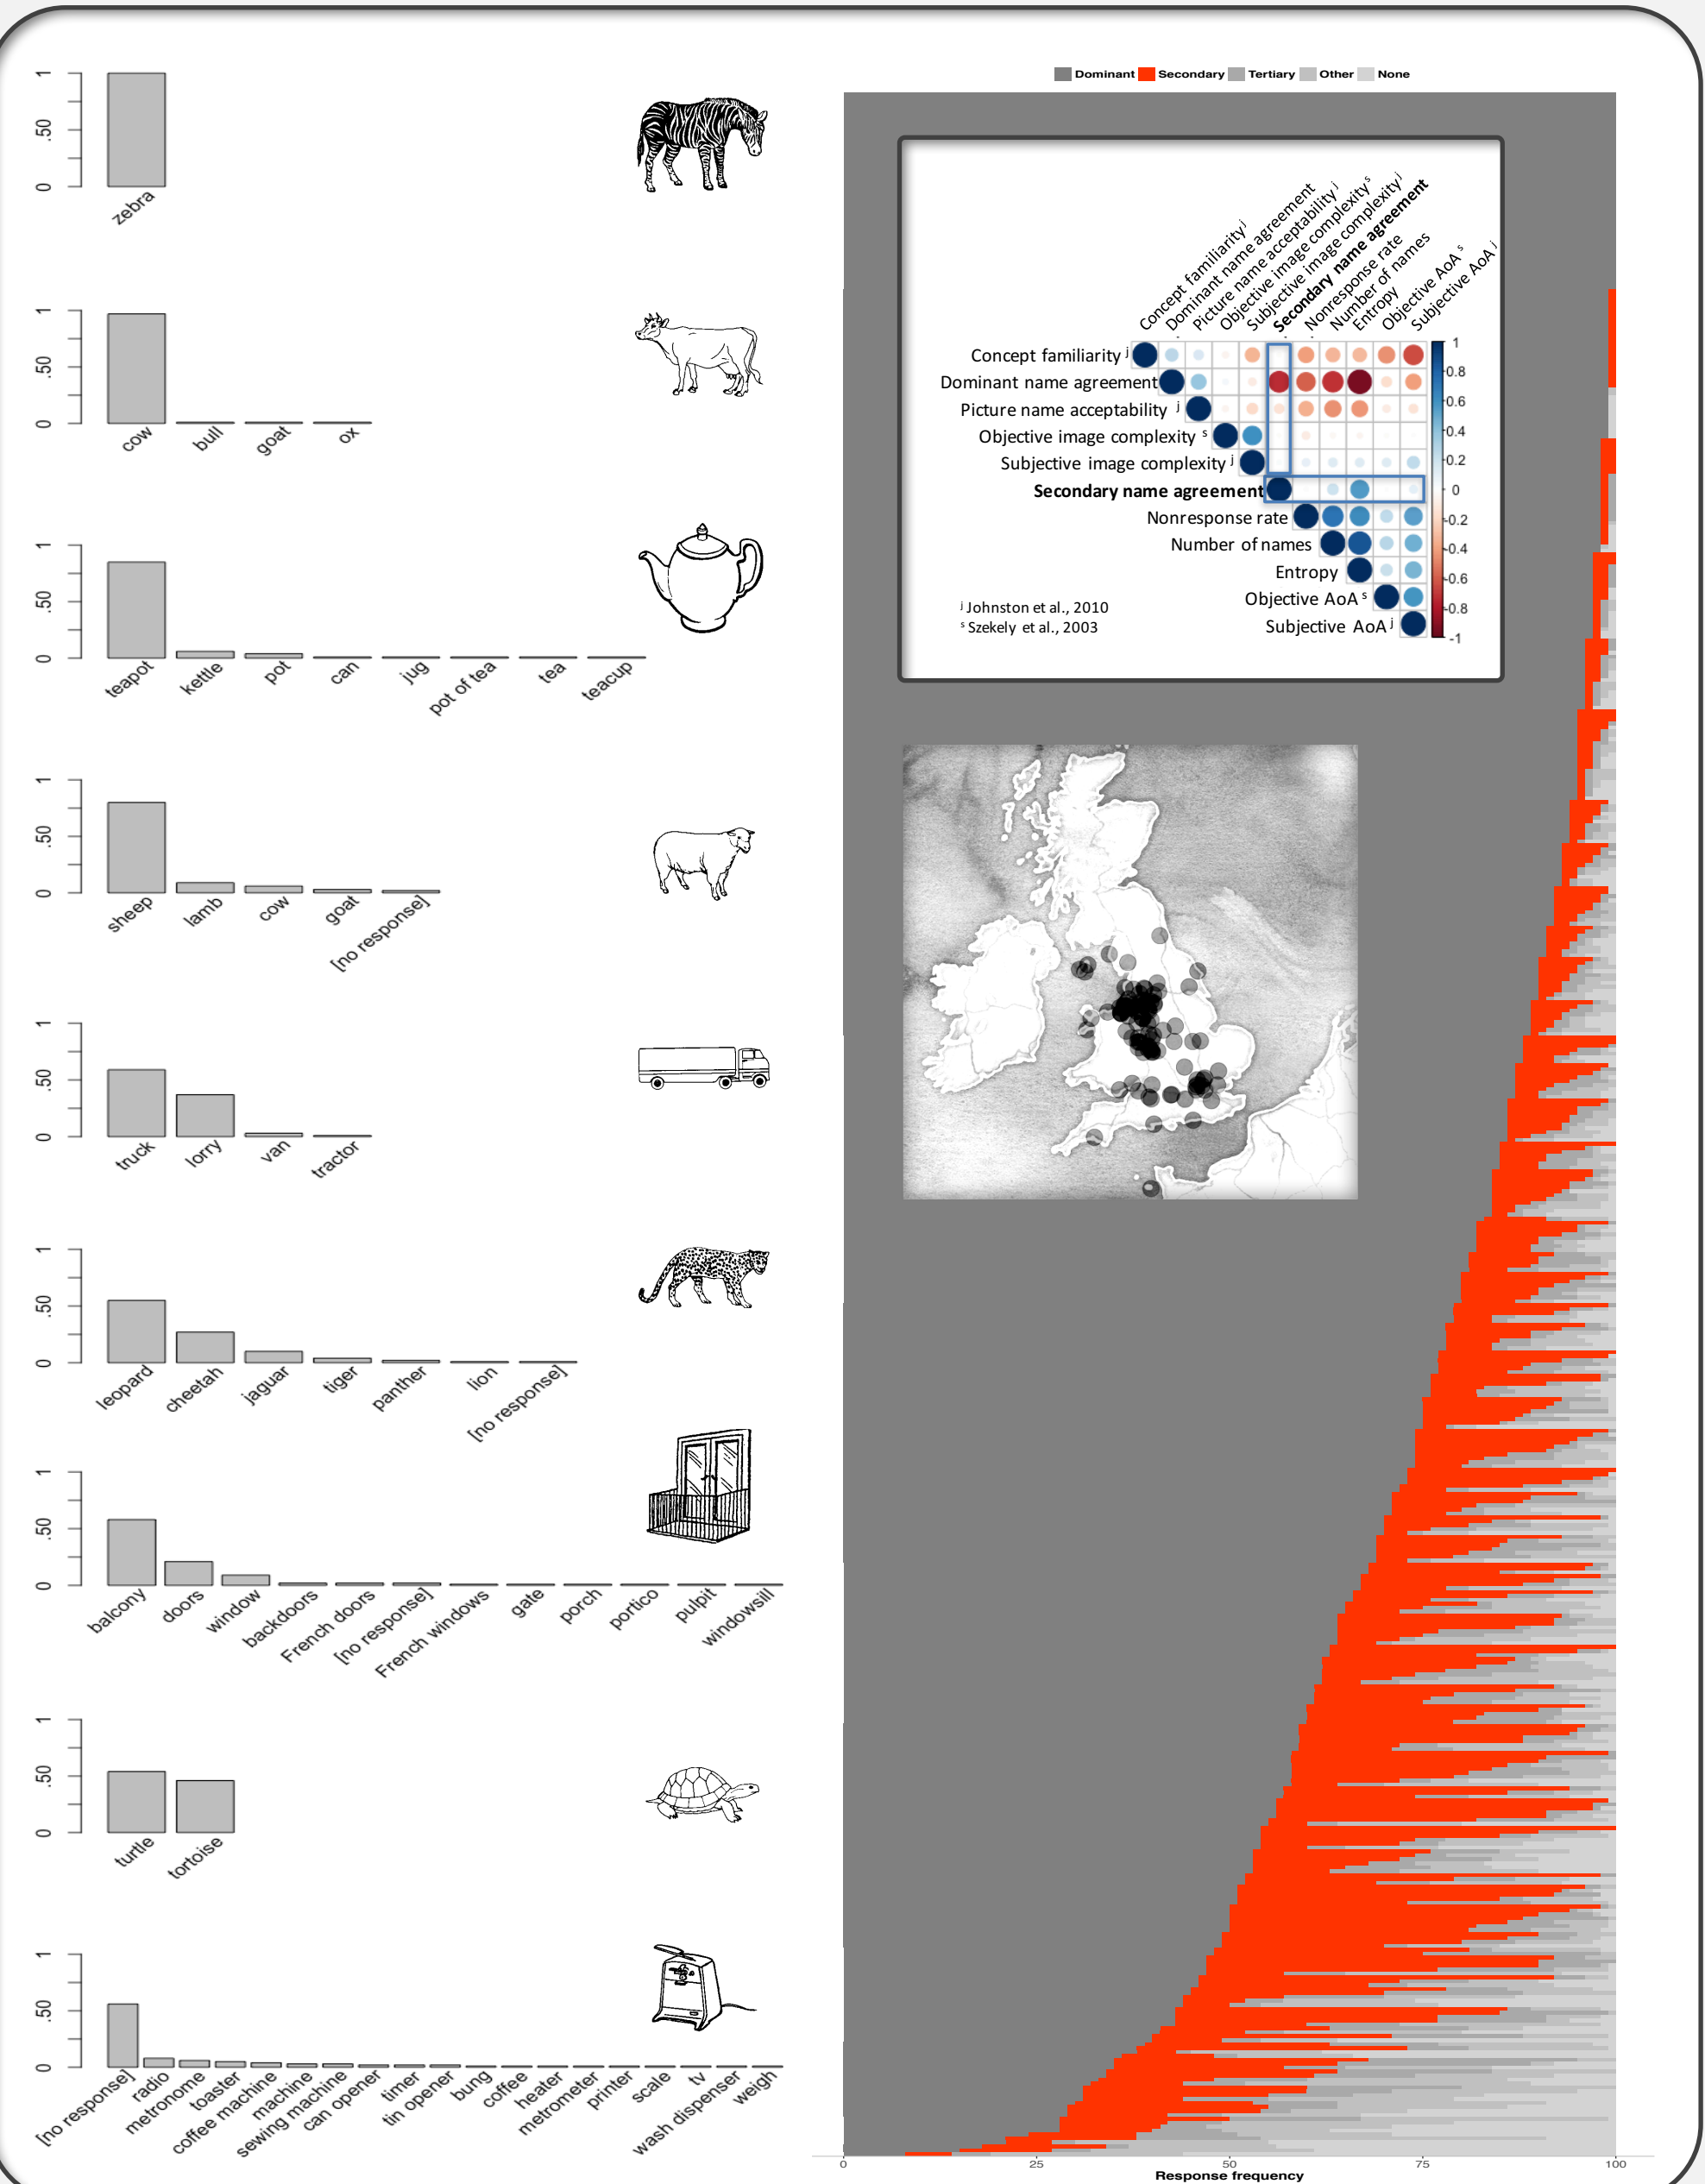 1
.50
0
zebra
1
.50
0
cow
bull
goat
ox
1
.50
0
teapot
kettle
pot
can
jug
pot of tea
tea
teacup
1
.50
0
sheep
lamb
cow
goat
[no response]
1
.50
0
truck
lorry
van
tractor
1
.50
0
leopard
cheetah
jaguar
tiger
panther
lion
[no response]
1
.50
0
balcony
doors
window
backdoors
French doors
[no response]
French windows
gate
porch
portico
pulpit
windowsill
1
.50
0
turtle
tortoise
1
.50
0
[no response]
radio
metronome
toaster
coffee machine
machine
sewing machine
can opener
timer
tin opener
bung
coffee
heater
metrometer
printer
scale
tv
wash dispenser
weigh
Dominant Secondary Tertiary Other None
Concept familiarity j
Dominant name agreement
Picture name acceptability j
Objective image complexity s
Subjective image complexity j
Secondary name agreement
Nonresponse rate
Number of names
Entropy
Objective AoA s
Subjective AoA j
Concept familiarity j
Dominant name agreement
Picture name acceptability j
Objective image complexity s
Subjective image complexity j
Secondary name agreement
Nonresponse rate
Number of names
Entropy
Objective AoA s
Subjective AoA j
1
0.8
0.6
0.4
0.2
0
-0.2
-0.4
-0.6
-0.8
-1
j Johnston et al., 2010
s Szekely et al., 2003
0 25 50 75 100
Response frequency